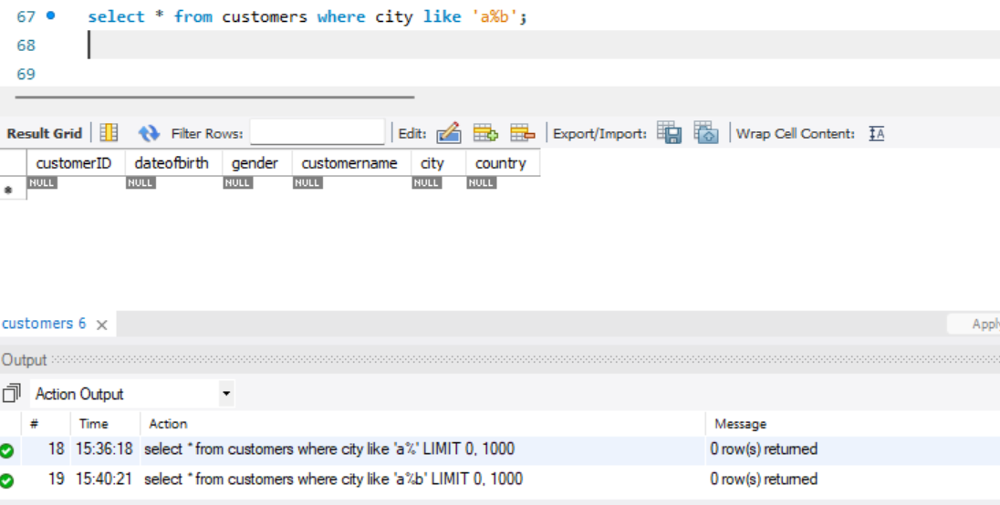 67 select * from customers where city like 'a%b';
68
69
Result Grid Filter Rows: Edit: Export/Import: Wrap Cell Content: IA
customerID dateofbirth gender customername city country
NULL NULL NULL NULL NULL NULL
customers 6 × Apply
Output
Action Output
# Time Action Message
18 15:36:18 select * from customers where city like 'a%' LIMIT 0, 1000 0 row(s) returned
19 15:40:21 select * from customers where city like 'a%b' LIMIT 0, 1000 0 row(s) returned